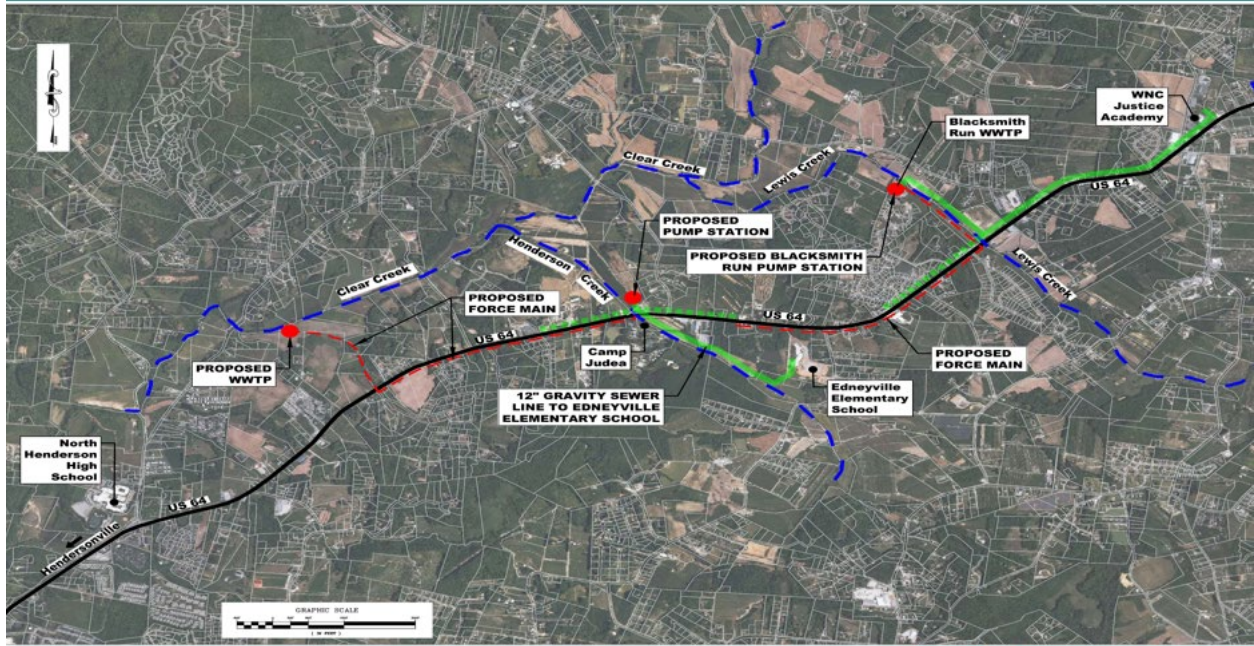 WNC
Justice
Academy
Blacksmith
Run WWTP
Clear Creek
Lewis Creek
US 64
PROPOSED
PUMP STATION
Henderson Creek
PROPOSED BLACKSMITH
RUN PUMP STATION
Lewis Creek
Clear Creek
PROPOSED
FORCE MAIN
US 64
US 64
PROPOSED
WWTP
Camp
Judea
PROPOSED
FORCE MAIN
12" GRAVITY SEWER
LINE TO EDNEYVILLE
ELEMENTARY SCHOOL
Edneyville
Elementary
School
North
Henderson
High
School
US 64
Hendersonville
GRAPHIC SCALE
( IN FEET )